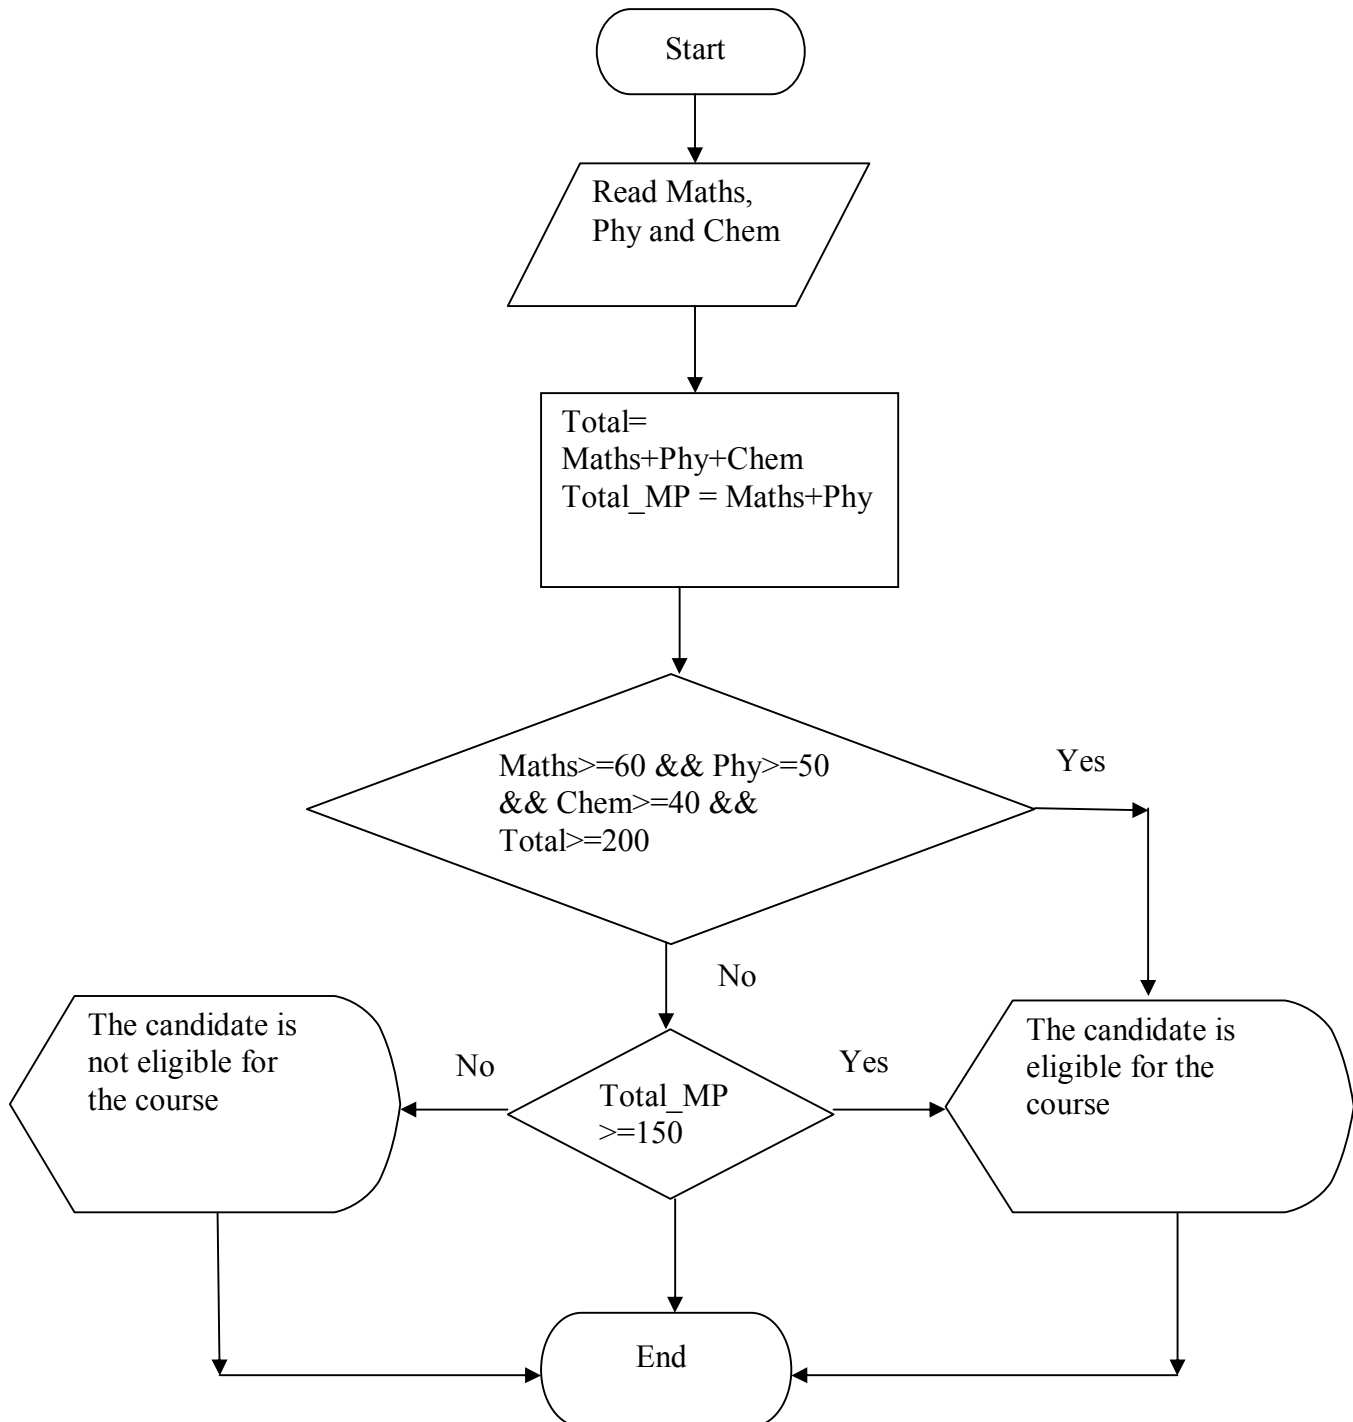 Start
Read Maths,
Phy and Chem
Total=
Maths+Phy+Chem
Total_MP = Maths+Phy
Maths>=60 && Phy>=50
&& Chem>=40 &&
Total>=200
Yes
No
The candidate is
not eligible for
the course
No
Total_MP
>=150
Yes
The candidate is
eligible for the
course
End